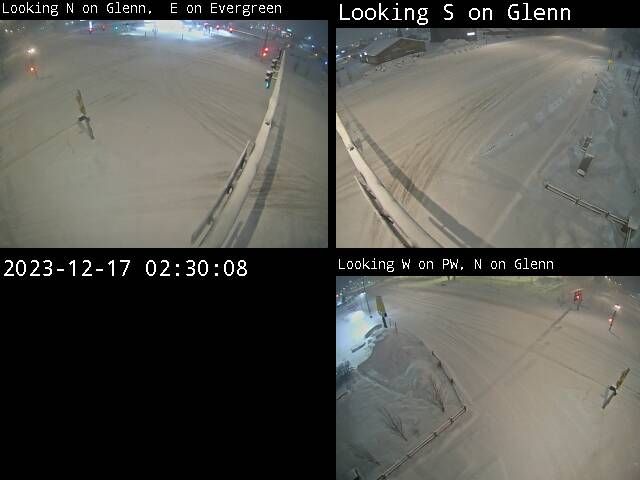 Looking N on Glenn,  E on Evergreen
Looking S on Glenn
2023-12-17 02:30:08
Looking W on PW, N on Glenn